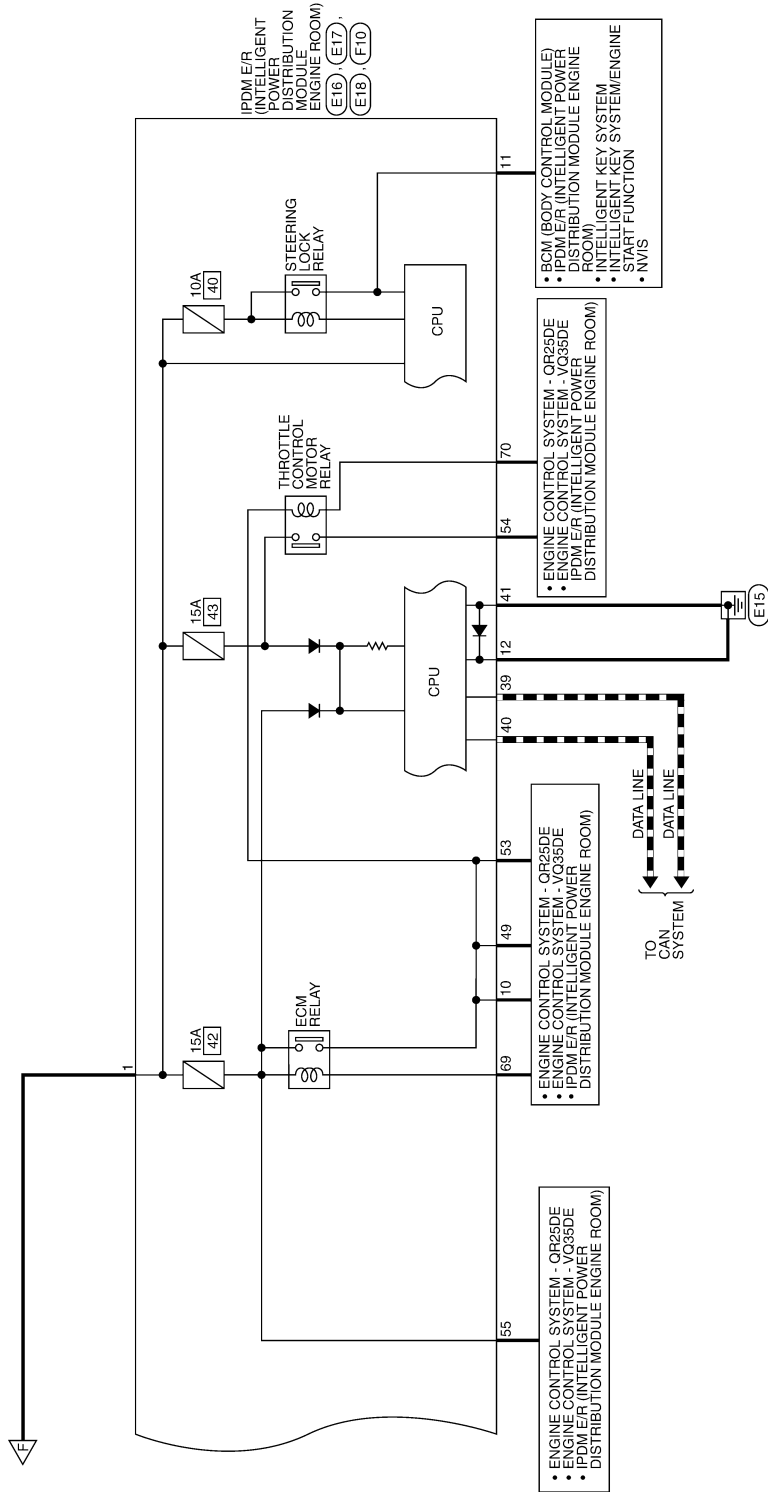 F
1
IPDM E/R
(INTELLIGENT
POWER
DISTRIBUTION
MODULE
ENGINE ROOM)
E16 , E17 ,
E18 , F10
15A
42
15A
43
10A
40
ECM
RELAY
THROTTLE
CONTROL
MOTOR
RELAY
STEERING
LOCK
RELAY
CPU
CPU
55
69
10
49
53
40
39
12
41
54
70
11
• ENGINE CONTROL SYSTEM - QR25DE
• ENGINE CONTROL SYSTEM - VQ35DE
• IPDM E/R (INTELLIGENT POWER
DISTRIBUTION MODULE ENGINE ROOM)
• ENGINE CONTROL SYSTEM - QR25DE
• ENGINE CONTROL SYSTEM - VQ35DE
• IPDM E/R (INTELLIGENT POWER
DISTRIBUTION MODULE ENGINE ROOM)
DATA LINE
DATA LINE
TO
CAN
SYSTEM
E15
• ENGINE CONTROL SYSTEM - QR25DE
• ENGINE CONTROL SYSTEM - VQ35DE
• IPDM E/R (INTELLIGENT POWER
DISTRIBUTION MODULE ENGINE ROOM)
• BCM (BODY CONTROL MODULE)
• IPDM E/R (INTELLIGENT POWER
DISTRIBUTION MODULE ENGINE
ROOM)
• INTELLIGENT KEY SYSTEM
• INTELLIGENT KEY SYSTEM/ENGINE
START FUNCTION
• NVIS